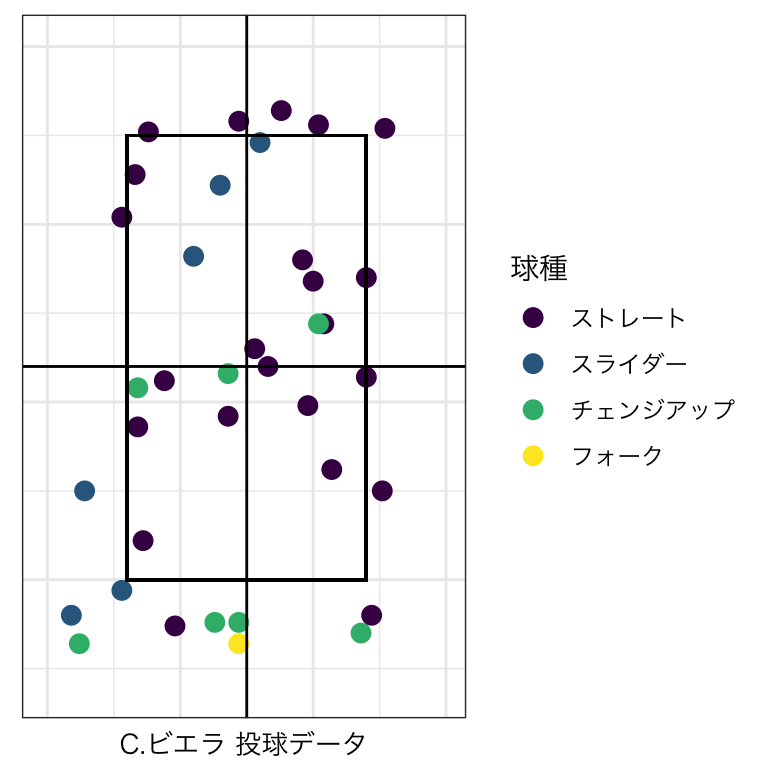 球種
ストレート
スライダー
チェンジアップ
フォーク
C.ビエラ 投球データ